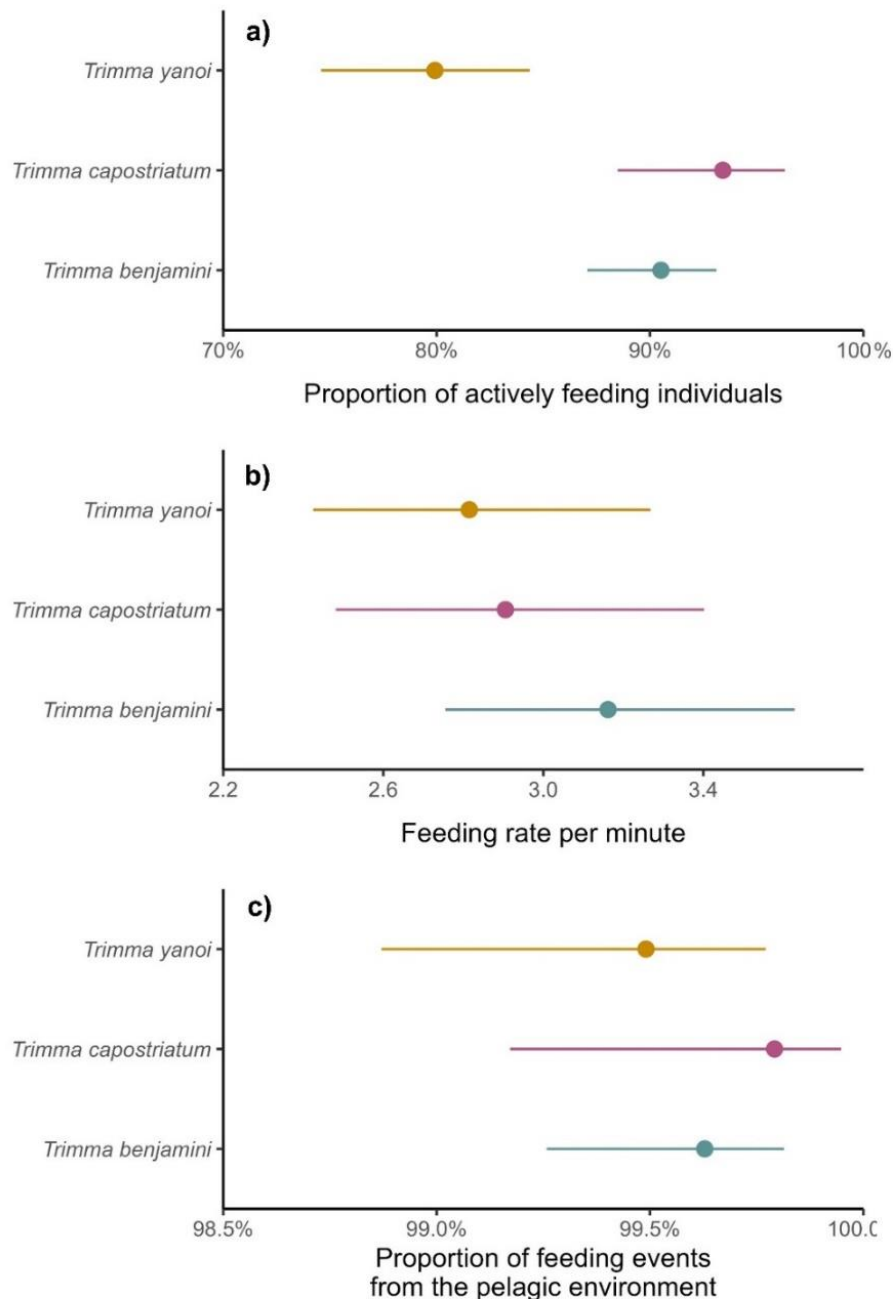 a)
Trimma yanoi
Trimma capostriatum
Trimma benjamini
70% 80% 90% 100%
Proportion of actively feeding individuals
b)
Trimma yanoi
Trimma capostriatum
Trimma benjamini
2.2 2.6 3.0 3.4
Feeding rate per minute
c)
Trimma yanoi
Trimma capostriatum
Trimma benjamini
98.5% 99.0% 99.5% 100.0
Proportion of feeding events
from the pelagic environment